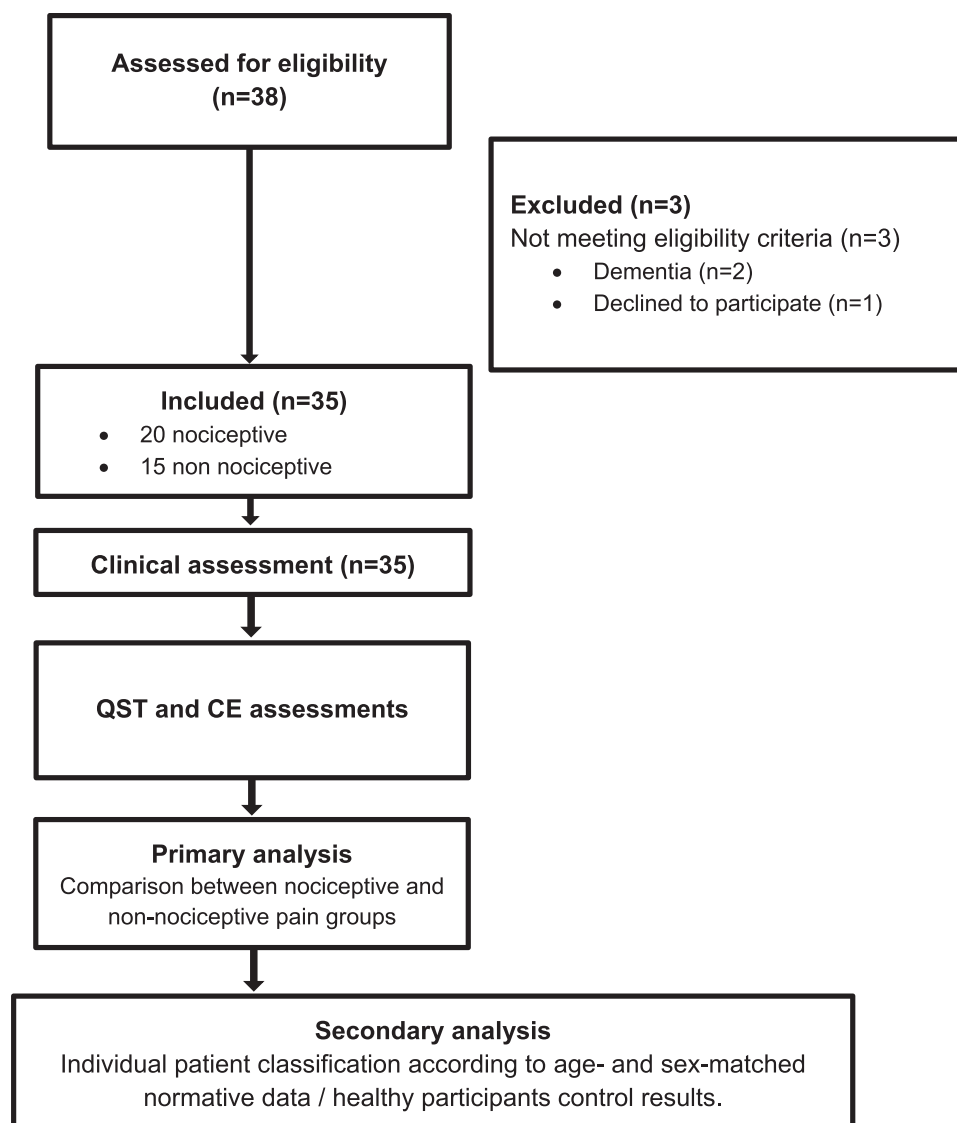 Assessed for eligibility
(n=38)
Excluded (n=3)
Not meeting eligibility criteria (n=3)
• Dementia (n=2)
• Declined to participate (n=1)
Included (n=35)
• 20 nociceptive
• 15 non nociceptive
Clinical assessment (n=35)
QST and CE assessments
Primary analysis
Comparison between nociceptive and
non-nociceptive pain groups
Secondary analysis
Individual patient classification according to age- and sex-matched
normative data / healthy participants control results.